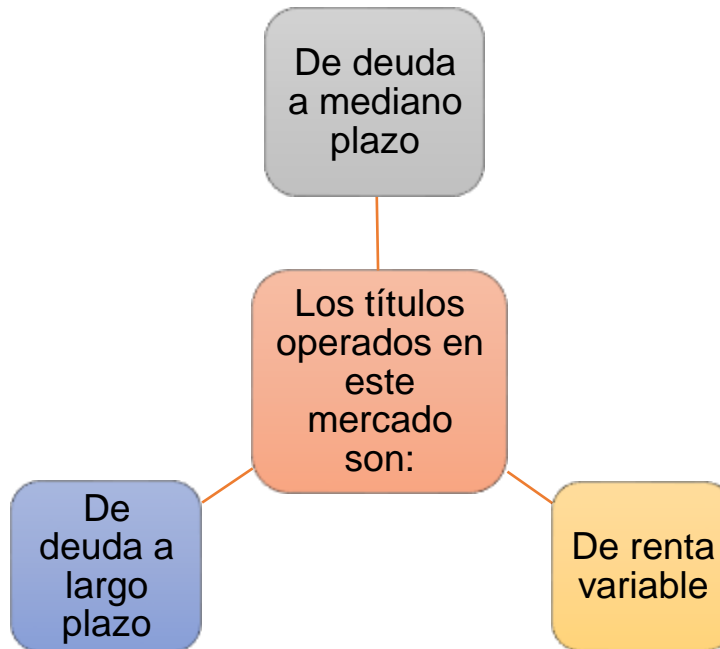 De deuda
a mediano
plazo
Los títulos
operados en
este
mercado
son:
De
deuda a
largo
plazo
De renta
variable